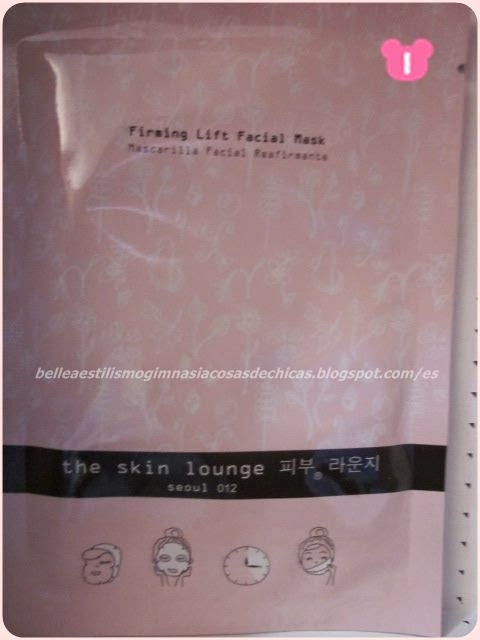 1
Firming Lift Facial Mask
Mascarilla Facial Reafirmante
belleaestilismogimnasiacosasdechicas.blogspot.com/es
the skin lounge 피부® 라운지
seoul 012